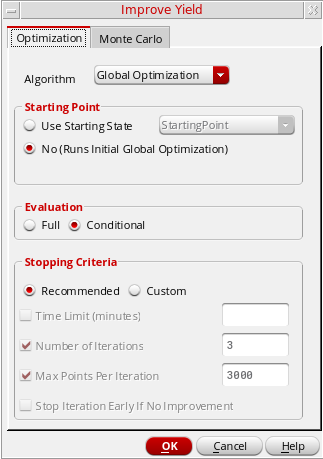 Improve Yield
Optimization Monte Carlo
Algorithm Global Optimization
Starting Point
Use Starting State StartingPoint
No (Runs Initial Global Optimization)
Evaluation
Full Conditional
Stopping Criteria
Recommended Custom
Time Limit (minutes)
Number of Iterations 3
Max Points Per Iteration 3000
Stop Iteration Early If No Improvement
OK Cancel Help